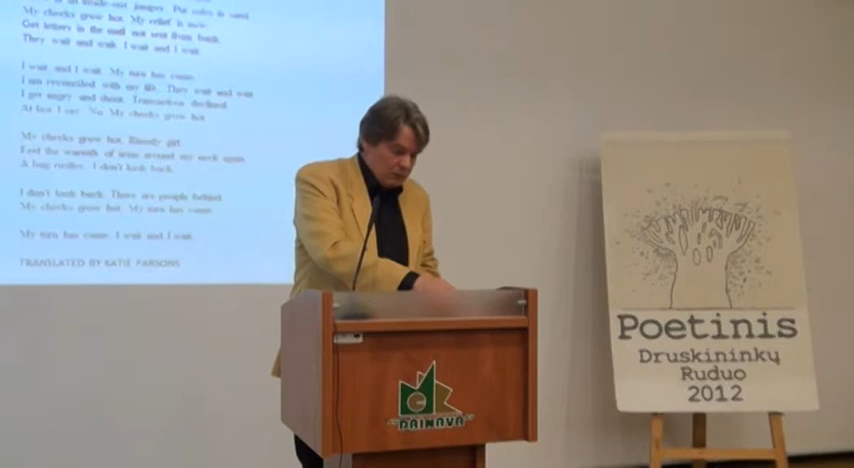 My cheeks grow hot. My relief is now.
Get letters in the mail not sent from back.
They wait and wait. I wait and I wait.
I wait and I wait. My turn has come.
I am reconciled with my life. They wait and wait.
I get angry and shout. Transaction declined.
At last I say. No. My cheeks grow hot.
My cheeks grow hot. Bloody girl.
Feel the warmth of arms around my neck again.
A bag rustles. I don't look back.
I don't look back. There are people behind.
My cheeks grow hot. My turn has come.
My turn has come. I wait and I wait.
TRANSLATED BY KATIE PARSONS
Poetinis
Druskininkų
Ruduo
2012
DAINAVA